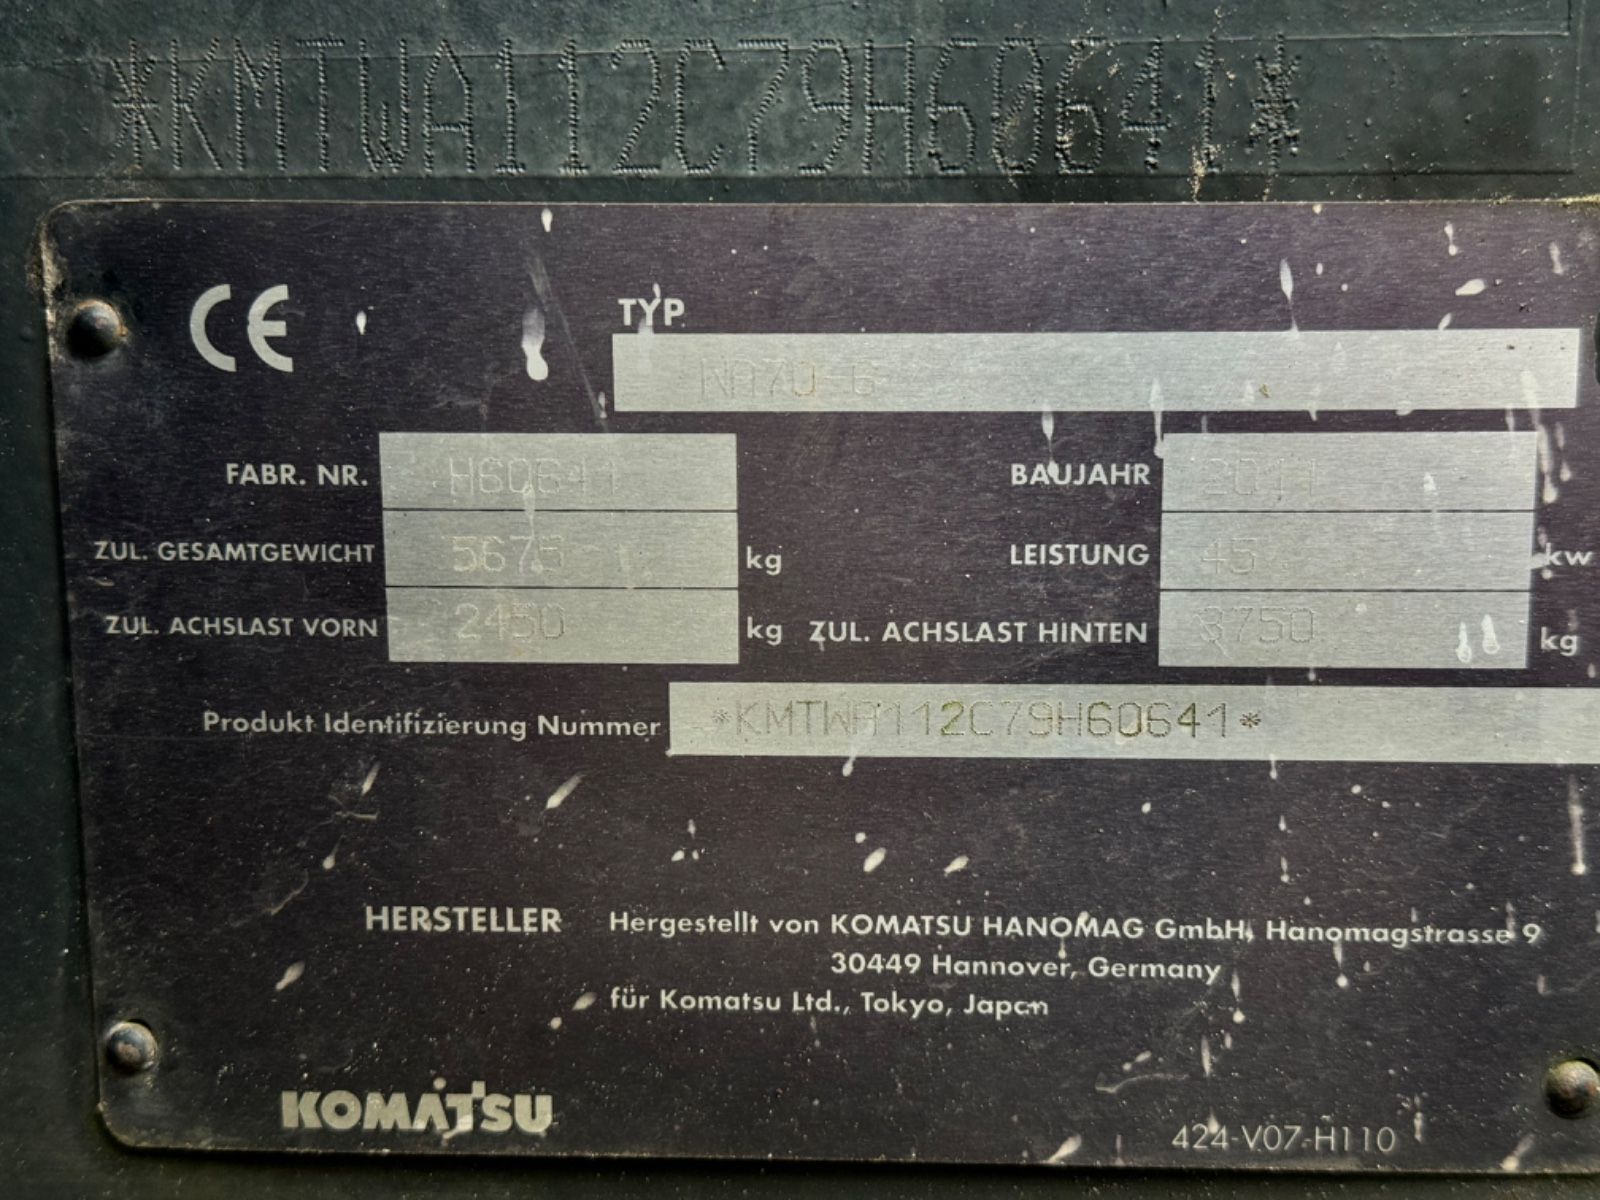 *KMTWA112C79H60641*
CE
TYP
WA70-6
FABR. NR. H60641 BAUJAHR 2011
ZUL. GESAMTGEWICHT 5675 kg LEISTUNG 45 kw
ZUL. ACHSLAST VORN 2450 kg ZUL. ACHSLAST HINTEN 3750 kg
Produkt Identifizierung Nummer *KMTWA112C79H60641*
HERSTELLER Hergestellt von KOMATSU HANOMAG GmbH, Hanomagstrasse 9
30449 Hannover, Germany
für Komatsu Ltd., Tokyo, Japan
KOMATSU
424-V07-H110